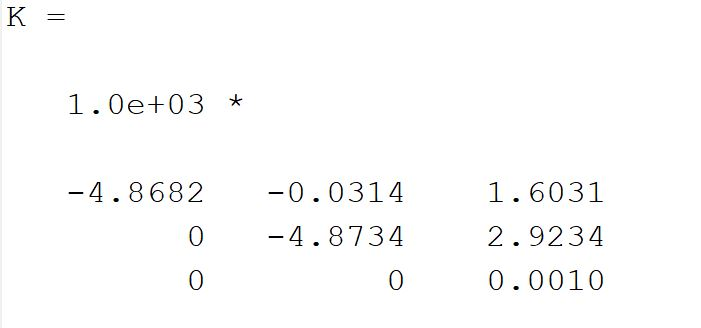 K =
1.0e+03 *
-4.8682 -0.0314 1.6031
0 -4.8734 2.9234
0 0 0.0010